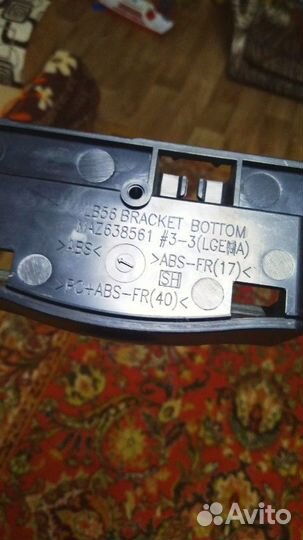 LB56 BRACKET BOTTOM
MAZ638561 #3-3(LGEMA)
>ABS< >ABS-FR(17)<
SH
>PC+ABS-FR(40)<
Avito